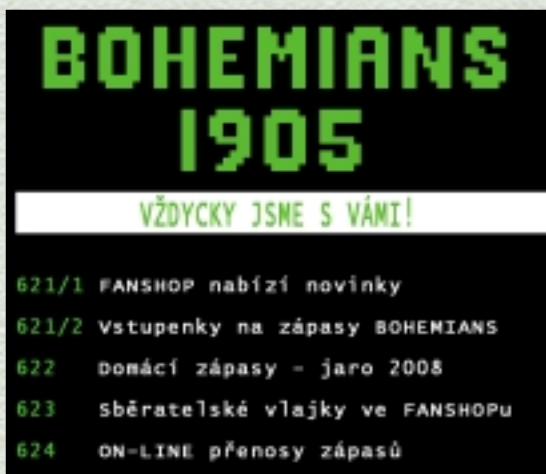 BOHEMIANS
1905
VŽDYCKY JSME S VÁMI!
621/1 FANSHOP nabízí novinky
621/2 Vstupenky na zápasy BOHEMIANS
622 Domácí zápasy - jaro 2008
623 Sběratelské vlajky ve FANSHOPu
624 ON-LINE přenosy zápasů